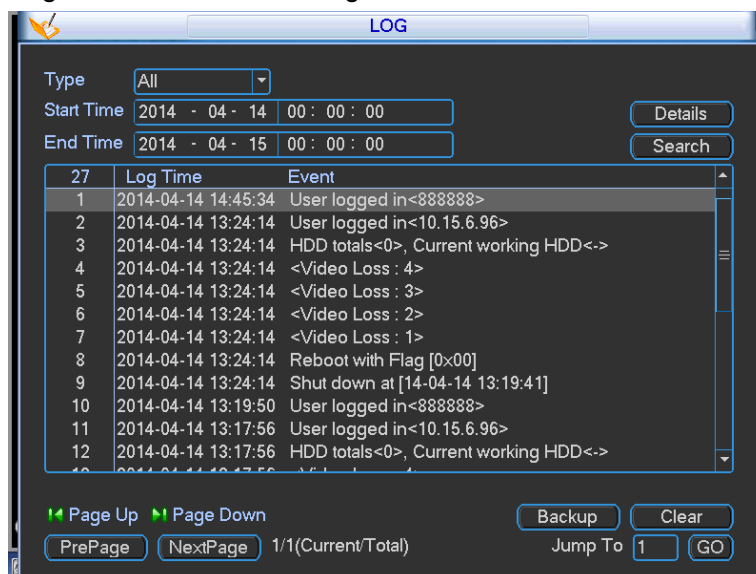 LOG
Type All
Start Time 2014 - 04 - 14 00 : 00 : 00 Details
End Time 2014 - 04 - 15 00 : 00 : 00 Search
27 Log Time Event
1 2014-04-14 14:45:34 User logged in<888888>
2 2014-04-14 13:24:14 User logged in<10.15.6.96>
3 2014-04-14 13:24:14 HDD totals<0>, Current working HDD<->
4 2014-04-14 13:24:14 <Video Loss : 4>
5 2014-04-14 13:24:14 <Video Loss : 3>
6 2014-04-14 13:24:14 <Video Loss : 2>
7 2014-04-14 13:24:14 <Video Loss : 1>
8 2014-04-14 13:24:14 Reboot with Flag [0x00]
9 2014-04-14 13:24:14 Shut down at [14-04-14 13:19:41]
10 2014-04-14 13:19:50 User logged in<888888>
11 2014-04-14 13:17:56 User logged in<10.15.6.96>
12 2014-04-14 13:17:56 HDD totals<0>, Current working HDD<->
Page Up Page Down Backup Clear
PrePage NextPage 1/1(Current/Total) Jump To 1 GO